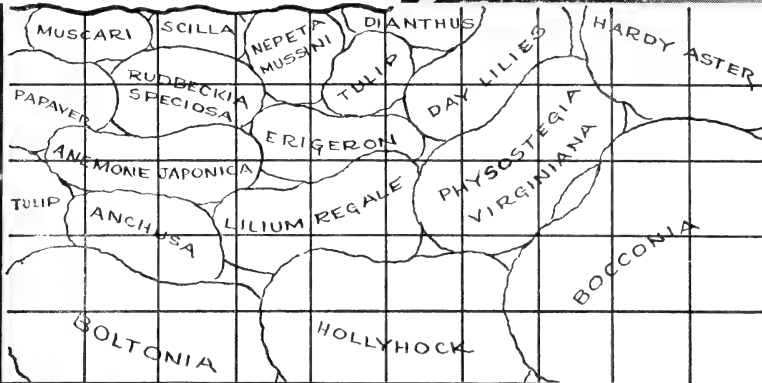 MUSCARI
SCILLA
NEPETA
MUSSINI
DIANTHUS
TULIP
DAY LILIES
HARDY ASTER
PAPAVER
RUDBECKIA
SPECIOSA
ERIGERON
PHYSOSTEGIA
VIRGINIANA
ANEMONE JAPONICA
TULIP
ANCHUSA
LILIUM REGALE
BOCCONIA
BOLTONIA
HOLLYHOCK